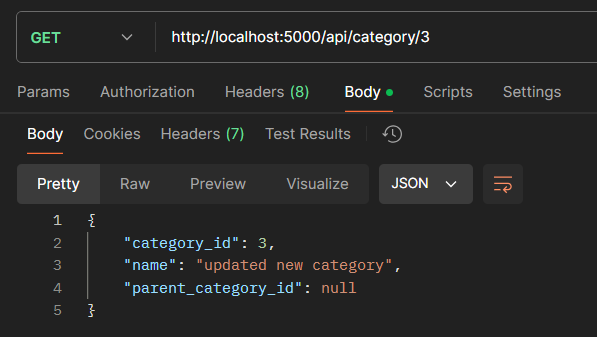 GET http://localhost:5000/api/category/3
Params Authorization Headers (8) Body Scripts Settings
Body Cookies Headers (7) Test Results
Pretty Raw Preview Visualize JSON
1 {
2 "category_id": 3,
3 "name": "updated new category",
4 "parent_category_id": null
5 }